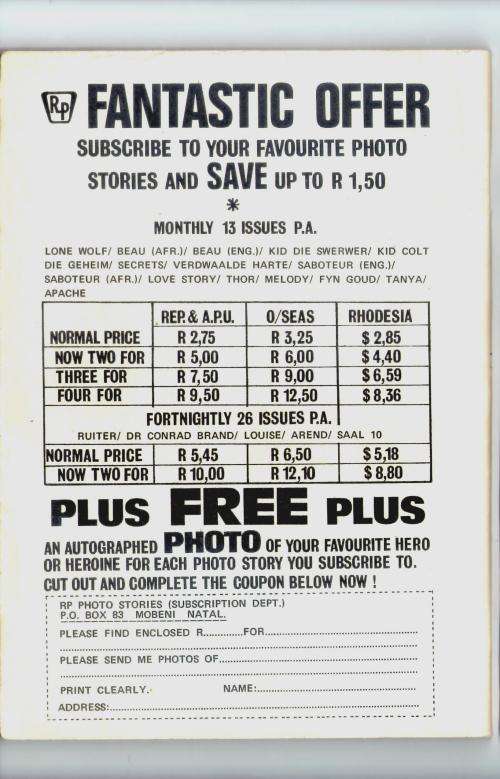 RP FANTASTIC OFFER
SUBSCRIBE TO YOUR FAVOURITE PHOTO
STORIES AND SAVE UP TO R 1,50
*
MONTHLY 13 ISSUES P.A.
LONE WOLF/ BEAU (AFR.)/ BEAU (ENG.)/ KID DIE SWERWER/ KID COLT
DIE GEHEIM/ SECRETS/ VERDWAALDE HARTE/ SABOTEUR (ENG.)/
SABOTEUR (AFR.)/ LOVE STORY/ THOR/ MELODY/ FYN GOUD/ TANYA/
APACHE
REP. & A.P.U. O/SEAS RHODESIA
NORMAL PRICE R 2,75 R 3,25 $ 2,85
NOW TWO FOR R 5,00 R 6,00 $ 4,40
THREE FOR R 7,50 R 9,00 $ 6,59
FOUR FOR R 9,50 R 12,50 $ 8,36
FORTNIGHTLY 26 ISSUES P.A.
RUITER/ DR CONRAD BRAND/ LOUISE/ AREND/ SAAL 10
NORMAL PRICE R 5,45 R 6,50 $ 5,18
NOW TWO FOR R 10,00 R 12,10 $ 8,80
PLUS FREE PLUS
AN AUTOGRAPHED PHOTO OF YOUR FAVOURITE HERO
OR HEROINE FOR EACH PHOTO STORY YOU SUBSCRIBE TO.
CUT OUT AND COMPLETE THE COUPON BELOW NOW !
RP PHOTO STORIES (SUBSCRIPTION DEPT.)
P.O. BOX 83 MOBENI NATAL.
PLEASE FIND ENCLOSED R............FOR..............................................
PLEASE SEND ME PHOTOS OF............................................................
PRINT CLEARLY. NAME:................................................
ADDRESS:..............................................................................